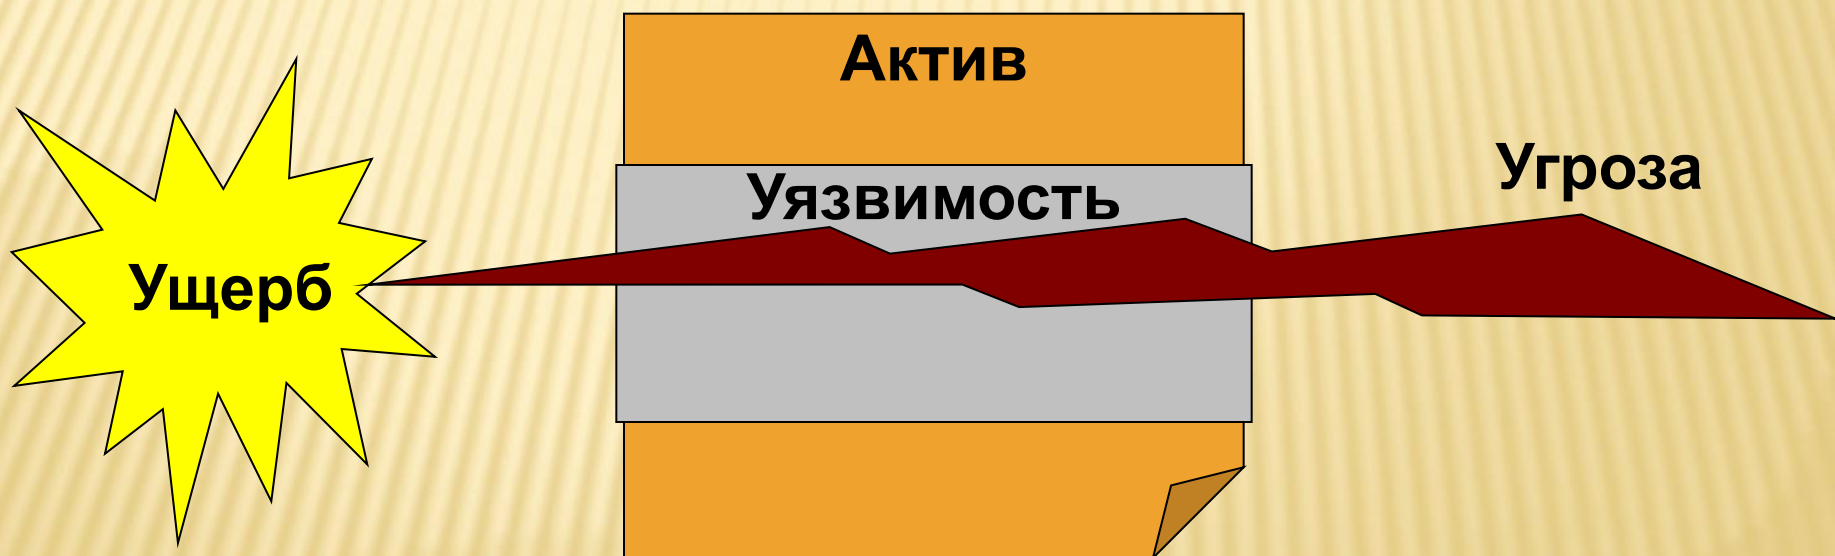 Актив
Уязвимость
Угроза
Ущерб